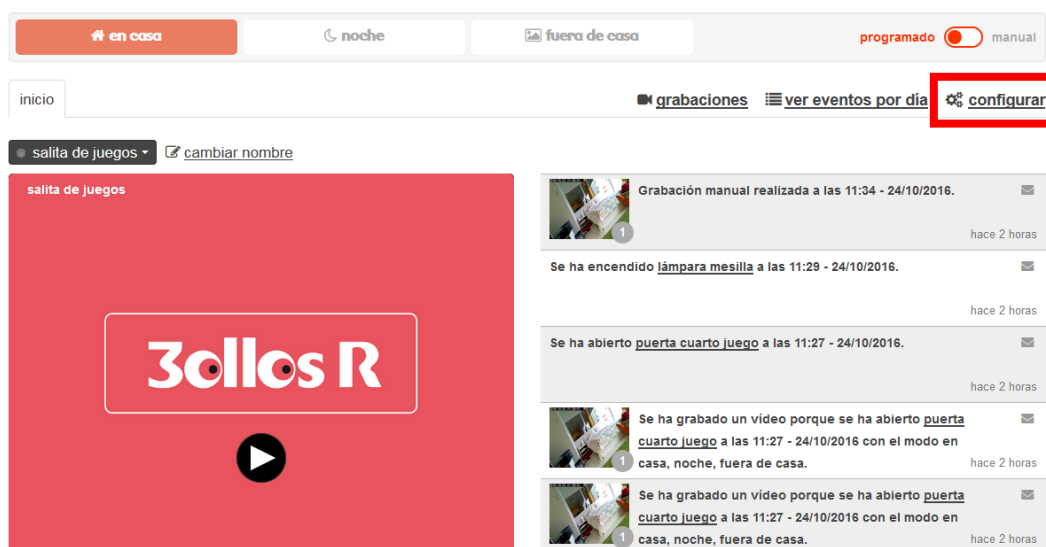 en casa
noche
fuera de casa
programado
manual
inicio
grabaciones
ver eventos por día
configurar
salita de juegos
cambiar nombre
salita de juegos
3ollos R
Grabación manual realizada a las 11:34 - 24/10/2016.
1
hace 2 horas
Se ha encendido lámpara mesilla a las 11:29 - 24/10/2016.
hace 2 horas
Se ha abierto puerta cuarto juego a las 11:27 - 24/10/2016.
hace 2 horas
Se ha grabado un vídeo porque se ha abierto puerta
cuarto juego a las 11:27 - 24/10/2016 con el modo en
casa, noche, fuera de casa.
1
hace 2 horas
Se ha grabado un vídeo porque se ha abierto puerta
cuarto juego a las 11:27 - 24/10/2016 con el modo en
casa, noche, fuera de casa.
1
hace 2 horas